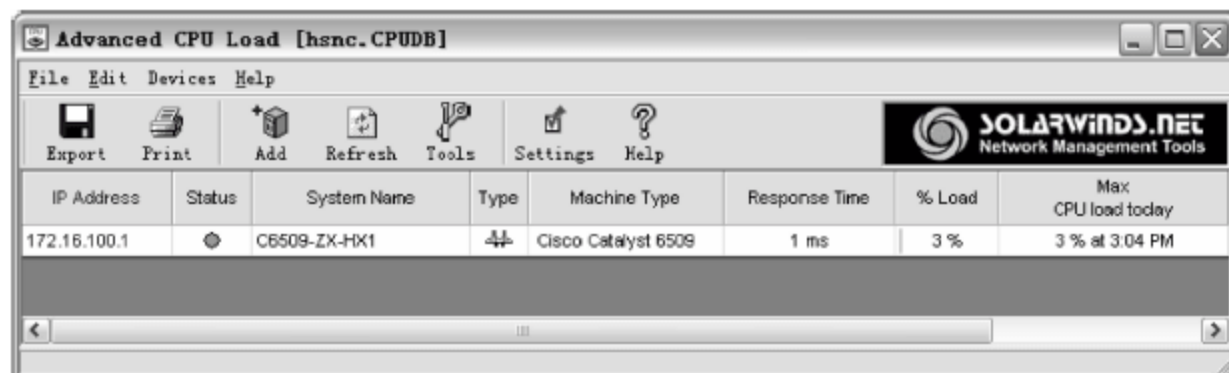 Advanced CPU Load [hsnc.CPUDB]
File Edit Devices Help
Export Print Add Refresh Tools Settings Help
SOLARWINDS.NET
Network Management Tools
IP Address Status System Name Type Machine Type Response Time % Load Max CPU load today
172.16.100.1 C6509-ZX-HX1 Cisco Catalyst 6509 1 ms 3 % 3 % at 3:04 PM